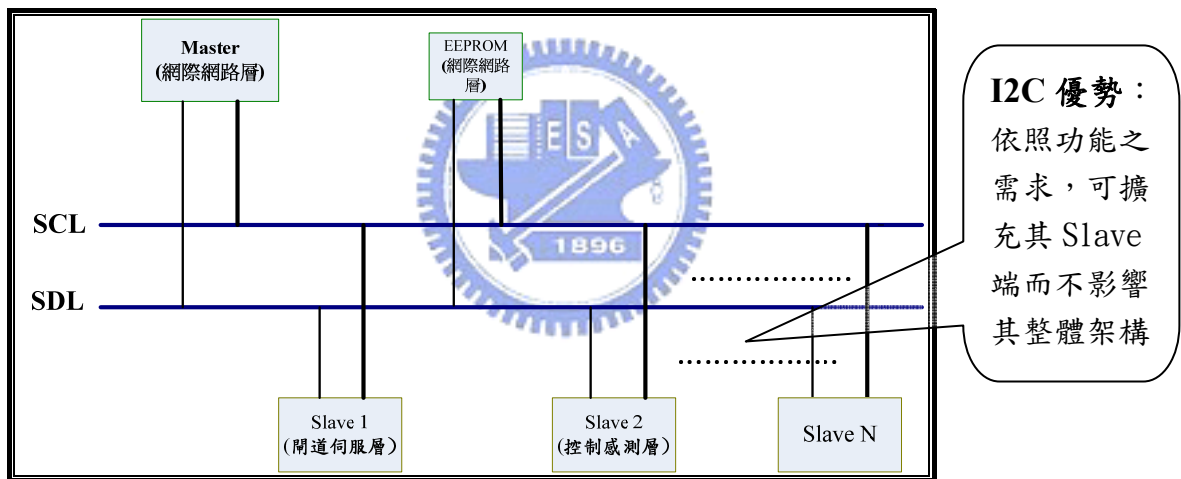 Master
(網際網路層)
EEPROM
(網際網路
層)
I2C 優勢：
依照功能之
需求，可擴
充其 Slave
端而不影響
其整體架構
E S A
1896
SCL
SDL
Slave 1
(閘道伺服層)
Slave 2
(控制感測層)
Slave N